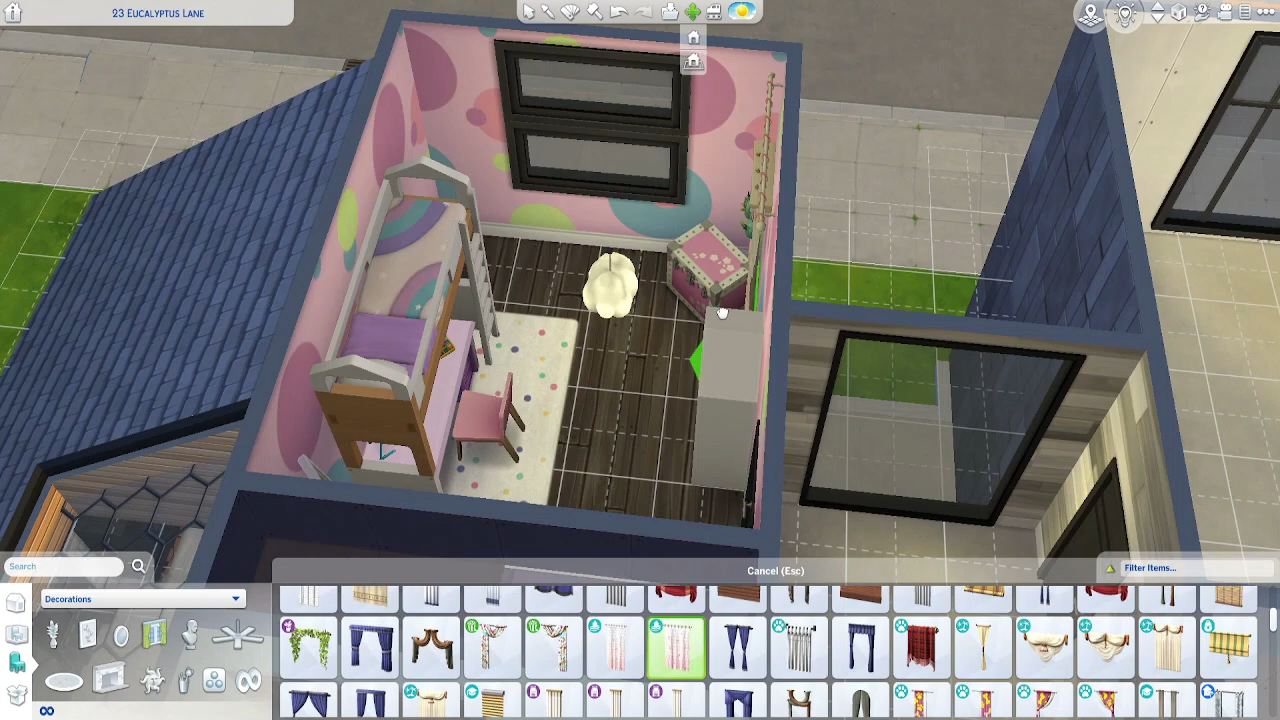 23 Eucalyptus Lane
Cancel (Esc)
Search
Filter Items...
Decorations